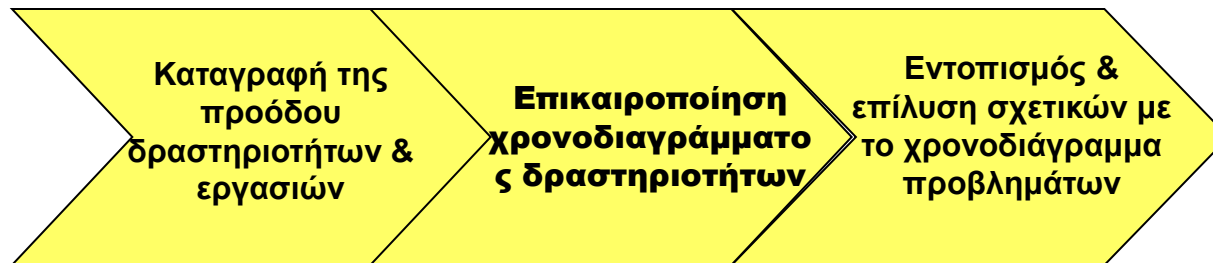 Καταγραφή της
προόδου
δραστηριοτήτων &
εργασιών
Επικαιροποίηση
χρονοδιαγράμματο
ς δραστηριοτήτων
Εντοπισμός &
επίλυση σχετικών με
το χρονοδιάγραμμα
προβλημάτων